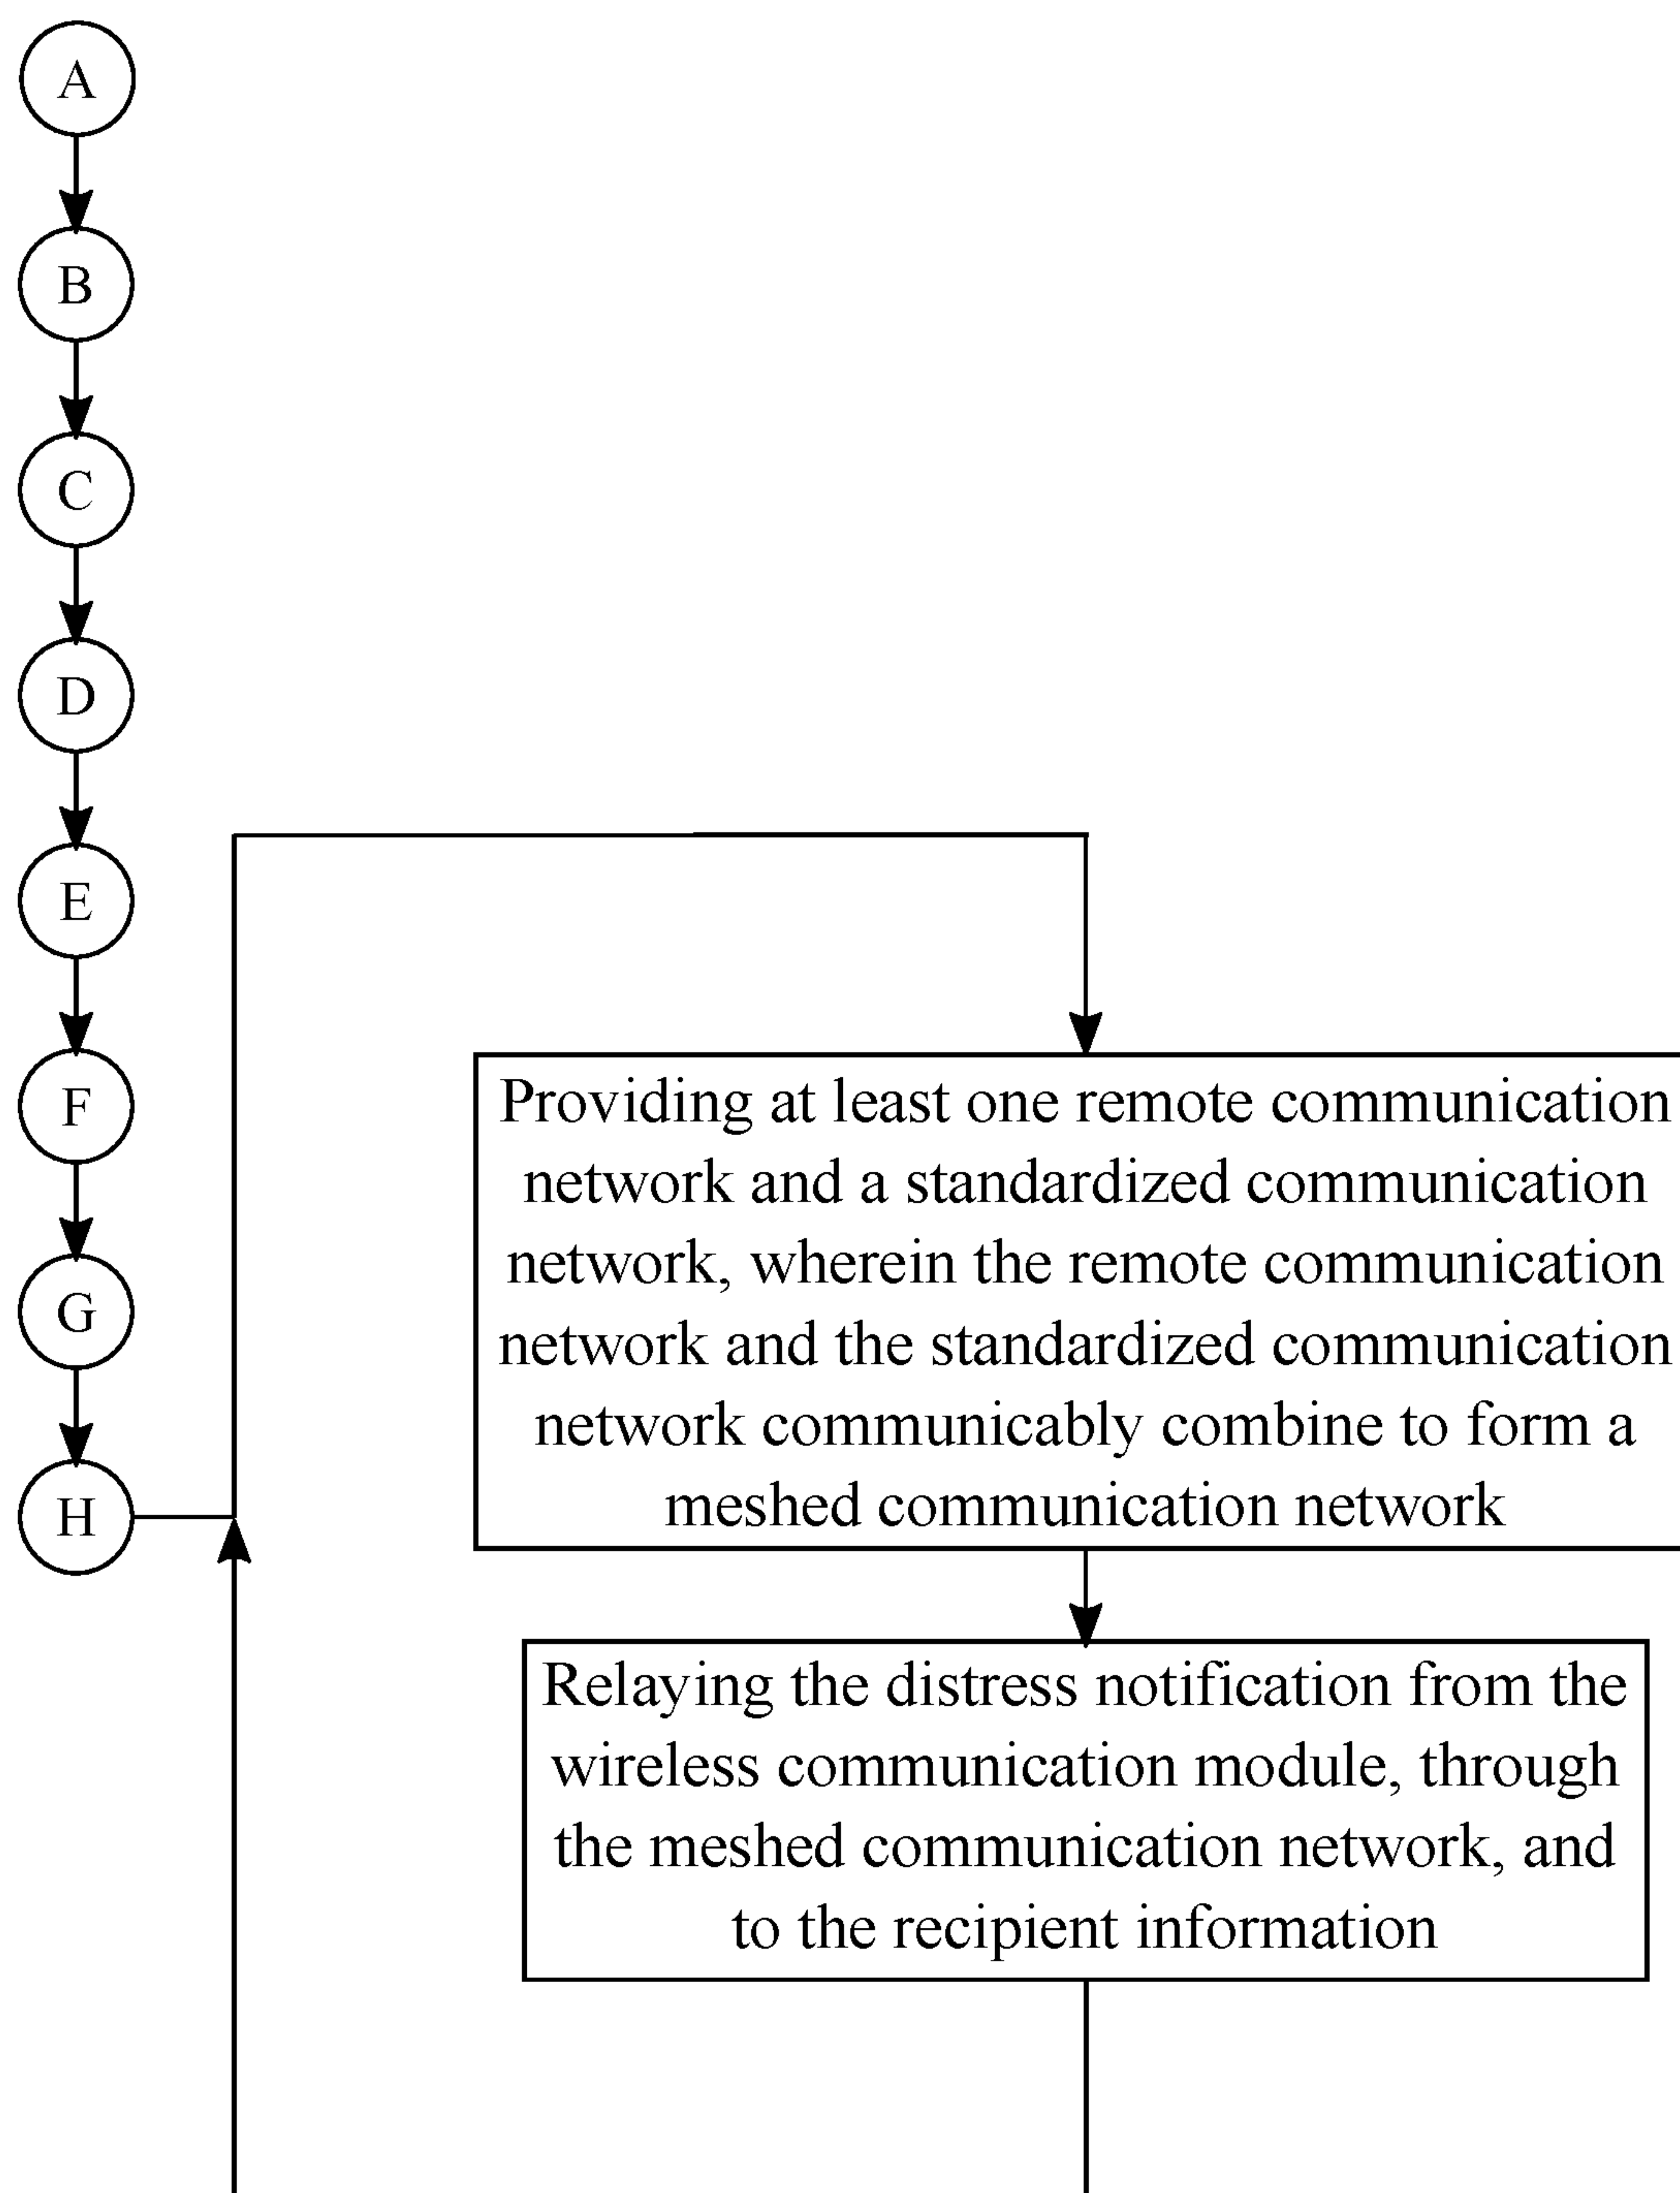 A
B
C
D
E
F
G
H
Providing at least one remote communication
network and a standardized communication
network, wherein the remote communication
network and the standardized communication
network communicably combine to form a
meshed communication network
Relaying the distress notification from the
wireless communication module, through
the meshed communication network, and
to the recipient information